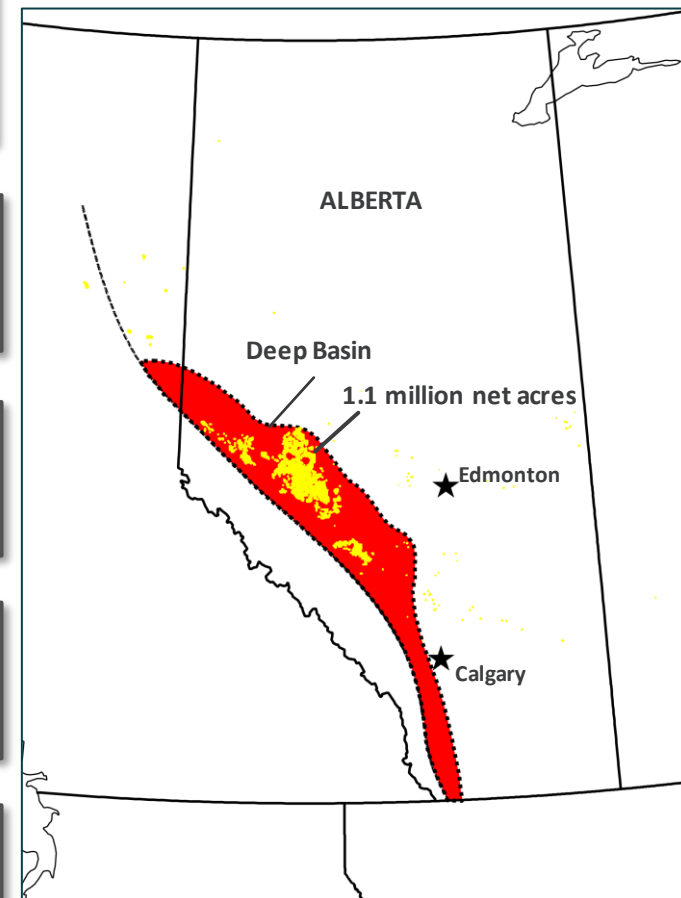 ALBERTA
Deep Basin
1.1 million net acres
Edmonton
Calgary